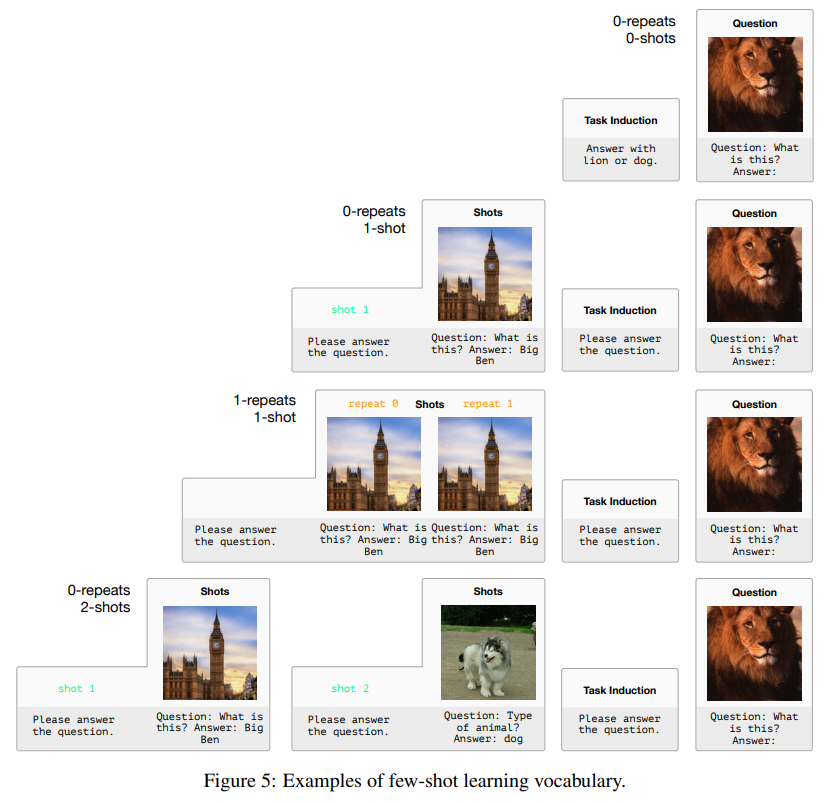 0-repeats
0-shots
Question
Task Induction
Answer with
lion or dog.
Question: What
is this?
Answer:
0-repeats
1-shot
Shots
Question
shot 1
Task Induction
Please answer
the question.
Question: What is
this? Answer: Big
Ben
Please answer
the question.
Question: What
is this?
Answer:
1-repeats
1-shot
repeat 0
Shots
repeat 1
Question
Task Induction
Please answer
the question.
Question: What is
this? Answer: Big
Ben
Question: What is
this? Answer: Big
Ben
Please answer
the question.
Question: What
is this?
Answer:
0-repeats
2-shots
Shots
Shots
Question
shot 1
shot 2
Task Induction
Please answer
the question.
Question: What is
this? Answer: Big
Ben
Please answer
the question.
Question: Type
of animal?
Answer: dog
Please answer
the question.
Question: What
is this?
Answer:
Figure 5: Examples of few-shot learning vocabulary.